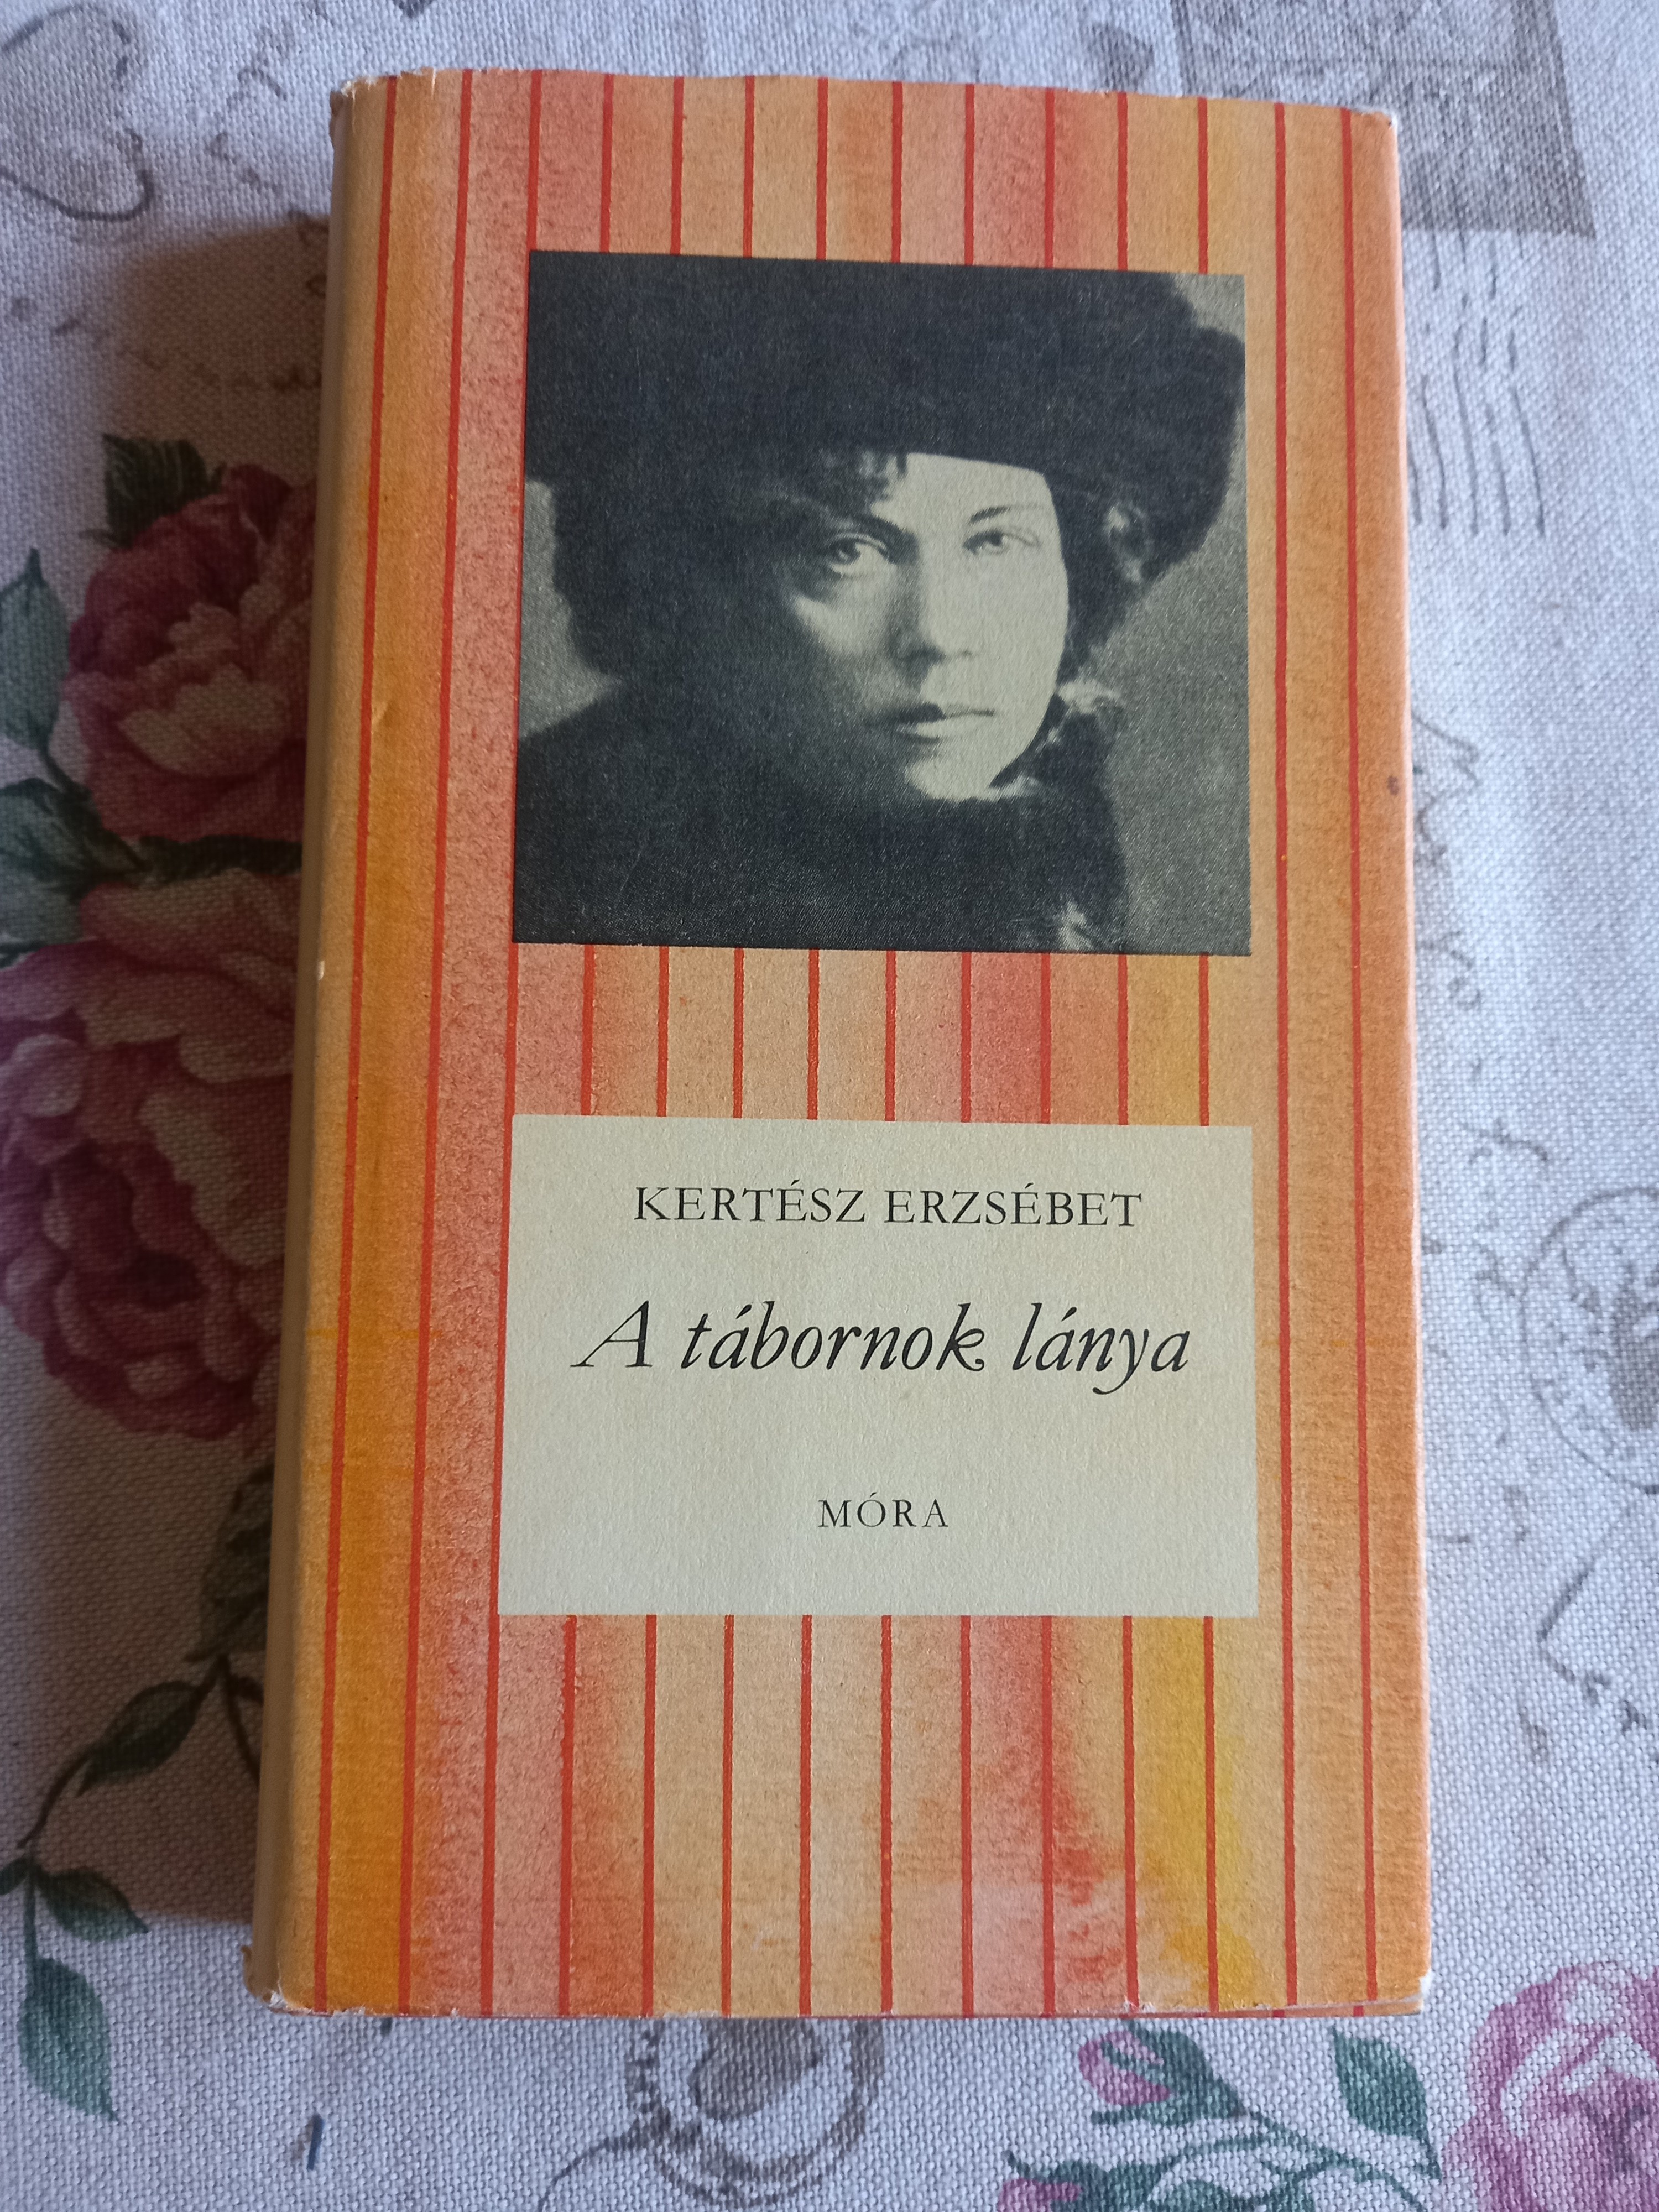 KERTÉSZ ERZSÉBET
A tábornok lánya
MÓRA